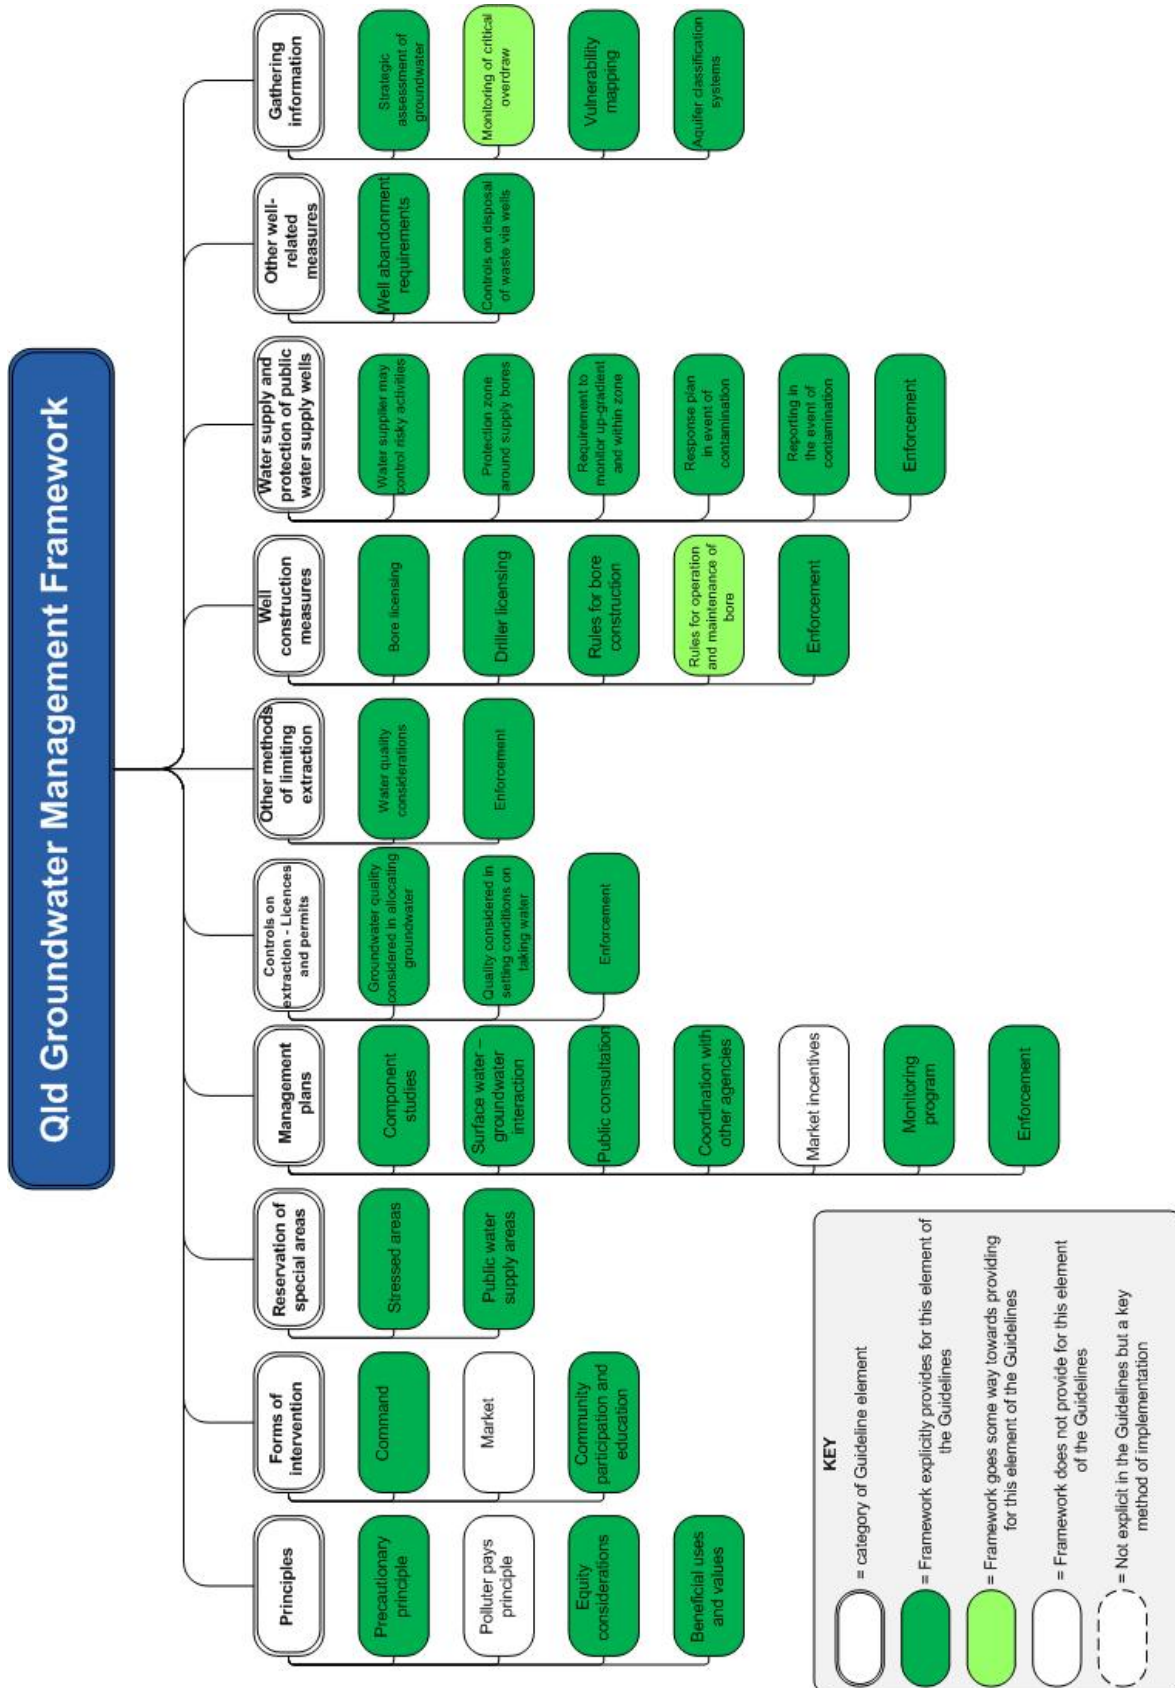 Qld Groundwater Management Framework
Principles
Precautionary
principle
Polluter pays
principle
Equity
considerations
Beneficial uses
and values
Forms of
intervention
Command
Market
Community
participation and
education
Reservation of
special areas
Stressed areas
Public water
supply areas
Management
plans
Component
studies
Surface water –
groundwater
interaction
Public consultation
Coordination with
other agencies
Market incentives
Monitoring
program
Enforcement
Controls on
extraction - Licences
and permits
Groundwater quality
considered in allocating
groundwater
Quality considered in
setting conditions on
taking water
Enforcement
Other methods
of limiting
extraction
Water quality
considerations
Enforcement
Well
construction
measures
Bore licensing
Driller licensing
Rules for bore
construction
Rules for operation
and maintenance of
bore
Enforcement
Water supply and
protection of public
water supply wells
Water supplier may
control risky activities
Protection zone
around supply bores
Requirement to
monitor up-gradient
and within zone
Response plan
in event of
contamination
Reporting in
the event of
contamination
Enforcement
Other well-
related
measures
Well abandonment
requirements
Controls on disposal
of waste via wells
Gathering
information
Strategic
assessment of
groundwater
Monitoring of critical
overdraw
Vulnerability
mapping
Aquifer classification
systems
KEY
= category of Guideline element
= Framework explicitly provides for this element of
the Guidelines
= Framework goes some way towards providing
for this element of the Guidelines
= Framework does not provide for this element
of the Guidelines
= Not explicit in the Guidelines but a key
method of implementation